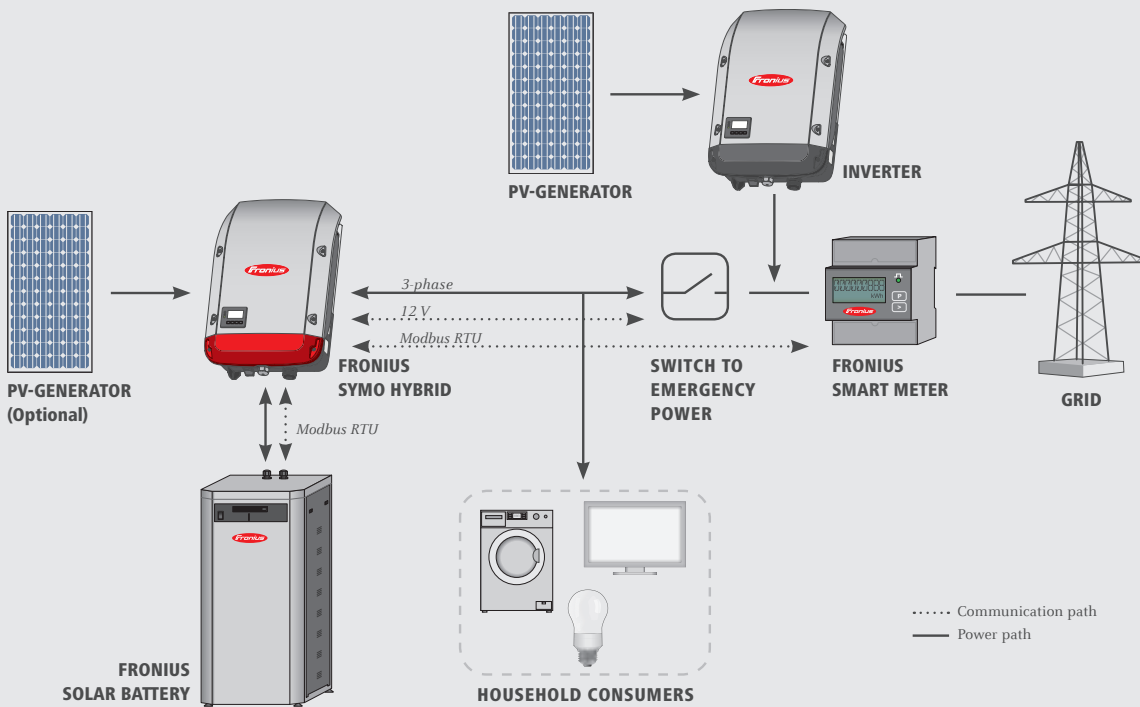 Fronius
PV-GENERATOR
INVERTER
Fronius
PV-GENERATOR
(Optional)
FRONIUS
SYMO HYBRID
3-phase
12 V
Modbus RTU
SWITCH TO
EMERGENCY
POWER
kWh
P
>
Fronius
FRONIUS
SMART METER
GRID
Modbus RTU
Fronius
FRONIUS
SOLAR BATTERY
HOUSEHOLD CONSUMERS
Communication path
Power path